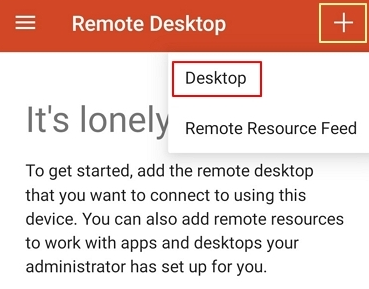 Remote Desktop
Desktop
Remote Resource Feed
It's lonely
To get started, add the remote desktop
that you want to connect to using this
device. You can also add remote resources
to work with apps and desktops your
administrator has set up for you.